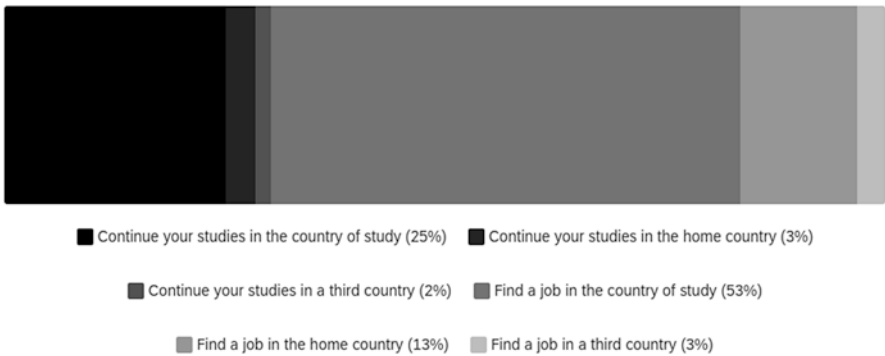 Continue your studies in the country of study (25%) Continue your studies in the home country (3%)
Continue your studies in a third country (2%) Find a job in the country of study (53%)
Find a job in the home country (13%) Find a job in a third country (3%)